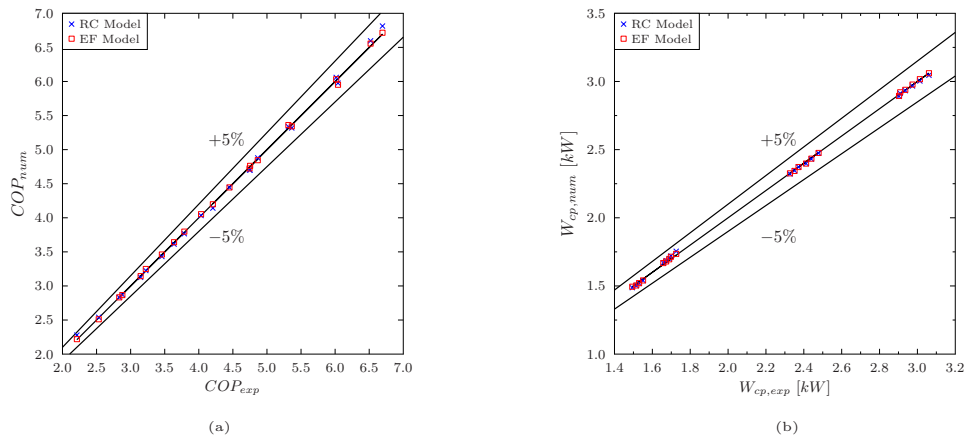 RC Model
EF Model
+5%
−5%
7.0
6.5
6.0
5.5
5.0
4.5
4.0
3.5
3.0
2.5
2.0
COP_num
2.0 2.5 3.0 3.5 4.0 4.5 5.0 5.5 6.0 6.5 7.0
COP_exp
(a)
RC Model
EF Model
+5%
−5%
3.5
3.0
2.5
2.0
1.5
1.0
W_cp,num [kW]
1.4 1.6 1.8 2.0 2.2 2.4 2.6 2.8 3.0 3.2
W_cp,exp [kW]
(b)